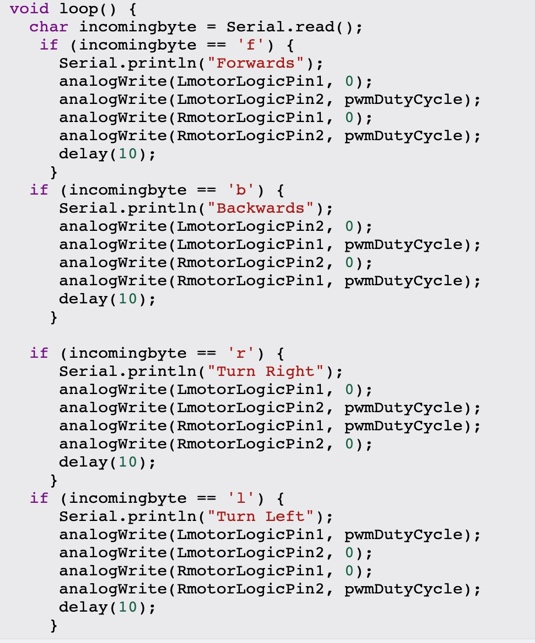 void loop() {
  char incomingbyte = Serial.read();
   if (incomingbyte == 'f') {
     Serial.println("Forwards");
     analogWrite(LmotorLogicPin1, 0);
     analogWrite(LmotorLogicPin2, pwmDutyCycle);
     analogWrite(RmotorLogicPin1, 0);
     analogWrite(RmotorLogicPin2, pwmDutyCycle);
     delay(10);
    }
  if (incomingbyte == 'b') {
     Serial.println("Backwards");
     analogWrite(LmotorLogicPin2, 0);
     analogWrite(LmotorLogicPin1, pwmDutyCycle);
     analogWrite(RmotorLogicPin2, 0);
     analogWrite(RmotorLogicPin1, pwmDutyCycle);
     delay(10);
    }

  if (incomingbyte == 'r') {
     Serial.println("Turn Right");
     analogWrite(LmotorLogicPin1, 0);
     analogWrite(LmotorLogicPin2, pwmDutyCycle);
     analogWrite(RmotorLogicPin1, pwmDutyCycle);
     analogWrite(RmotorLogicPin2, 0);
     delay(10);
    }
  if (incomingbyte == 'l') {
     Serial.println("Turn Left");
     analogWrite(LmotorLogicPin1, pwmDutyCycle);
     analogWrite(LmotorLogicPin2, 0);
     analogWrite(RmotorLogicPin1, 0);
     analogWrite(RmotorLogicPin2, pwmDutyCycle);
     delay(10);
    }